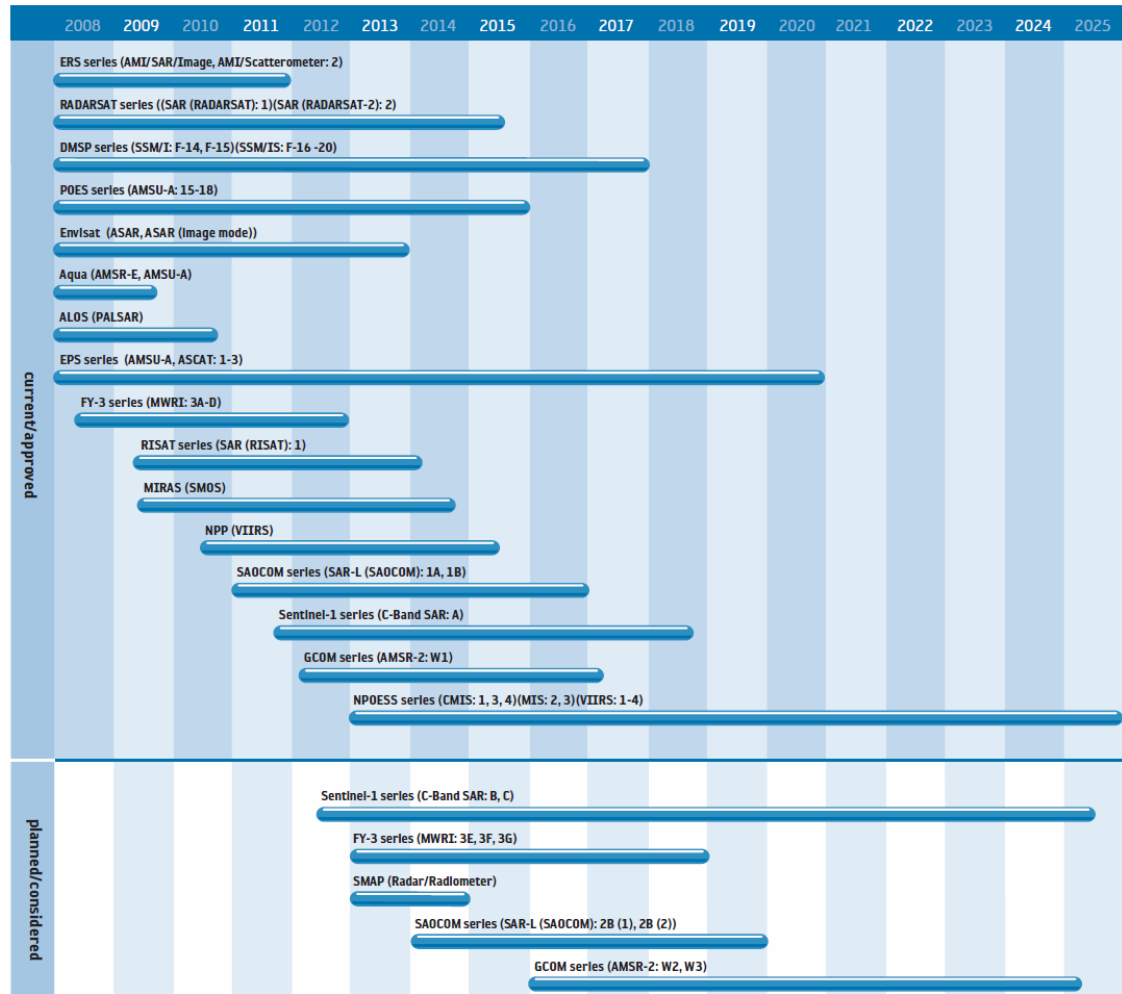 2008 2009 2010 2011 2012 2013 2014 2015 2016 2017 2018 2019 2020 2021 2022 2023 2024 2025
current/approved
ERS series (AMI/SAR/Image, AMI/Scatterometer: 2)
RADARSAT series ((SAR (RADARSAT): 1)(SAR (RADARSAT-2): 2)
DMSP series (SSM/I: F-14, F-15)(SSM/IS: F-16 -20)
POES series (AMSU-A: 15-18)
Envisat (ASAR, ASAR (Image mode))
Aqua (AMSR-E, AMSU-A)
ALOS (PALSAR)
EPS series (AMSU-A, ASCAT: 1-3)
FY-3 series (MWRI: 3A-D)
RISAT series (SAR (RISAT): 1)
MIRAS (SMOS)
NPP (VIIRS)
SAOCOM series (SAR-L (SAOCOM): 1A, 1B)
Sentinel-1 series (C-Band SAR: A)
GCOM series (AMSR-2: W1)
NPOESS series (CMIS: 1, 3, 4)(MIS: 2, 3)(VIIRS: 1-4)
planned/considered
Sentinel-1 series (C-Band SAR: B, C)
FY-3 series (MWRI: 3E, 3F, 3G)
SMAP (Radar/Radiometer)
SAOCOM series (SAR-L (SAOCOM): 2B (1), 2B (2))
GCOM series (AMSR-2: W2, W3)